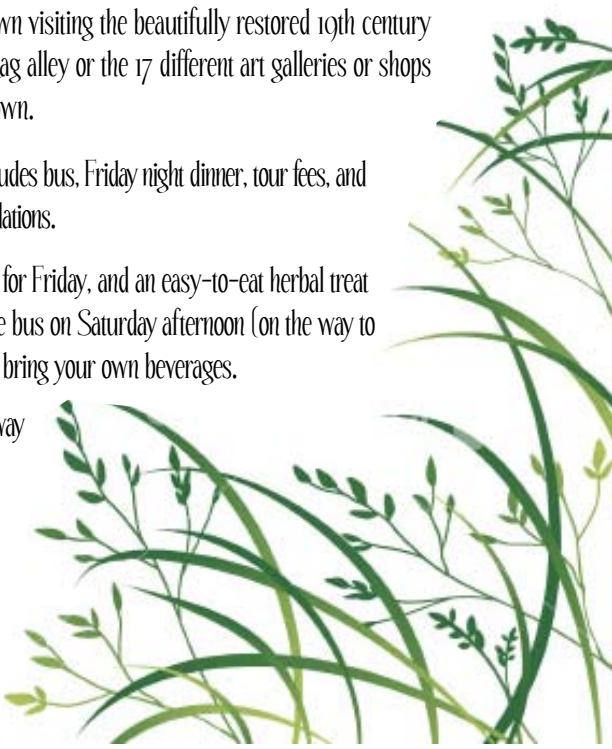 wn visiting the beautifully restored 19th century
ag alley or the 17 different art galleries or shops
wn.
udes bus, Friday night dinner, tour fees, and
lations.
for Friday, and an easy-to-eat herbal treat
e bus on Saturday afternoon (on the way to
bring your own beverages.
way